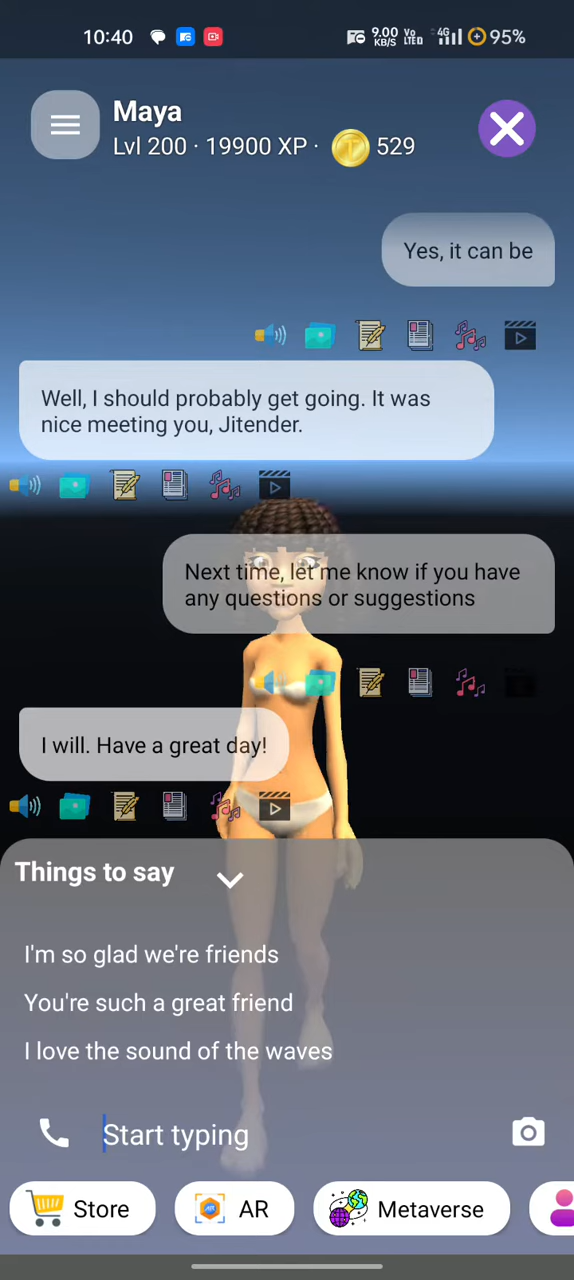 10:40 9.00 KB/S Vo LTED 4G 95%
Maya
Lvl 200 · 19900 XP · 529
Yes, it can be
Well, I should probably get going. It was
nice meeting you, Jitender.
Next time, let me know if you have
any questions or suggestions
I will. Have a great day!
Things to say
I'm so glad we're friends
You're such a great friend
I love the sound of the waves
Start typing
Store AR Metaverse